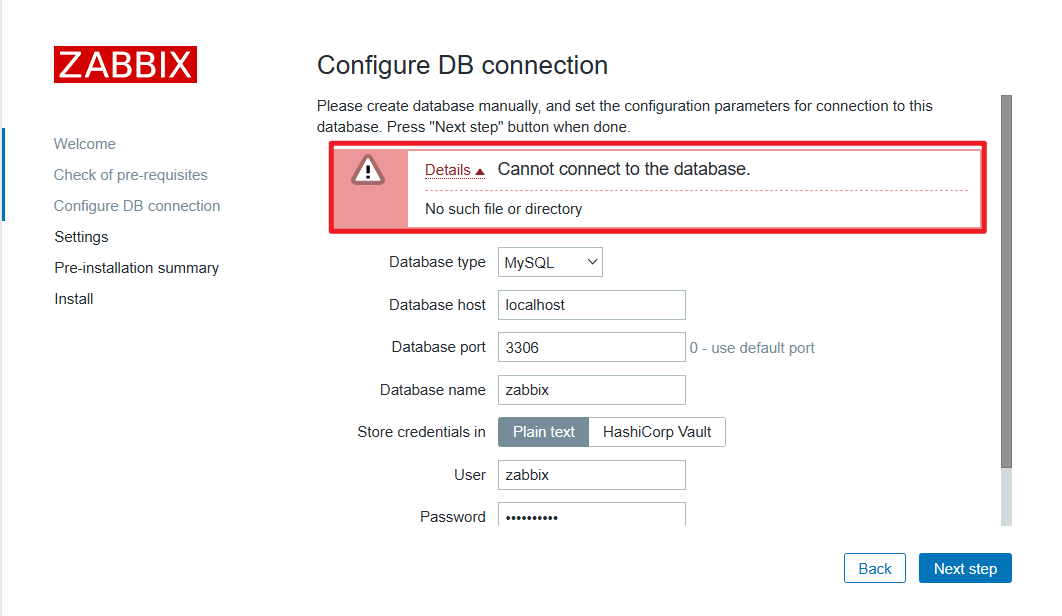 ZABBIX
Welcome
Check of pre-requisites
Configure DB connection
Settings
Pre-installation summary
Install
Configure DB connection
Please create database manually, and set the configuration parameters for connection to this
database. Press "Next step" button when done.
Details Cannot connect to the database.
No such file or directory
Database type MySQL
Database host localhost
Database port 3306 0 - use default port
Database name zabbix
Store credentials in Plain text HashiCorp Vault
User zabbix
Password ••••••••••
Back Next step